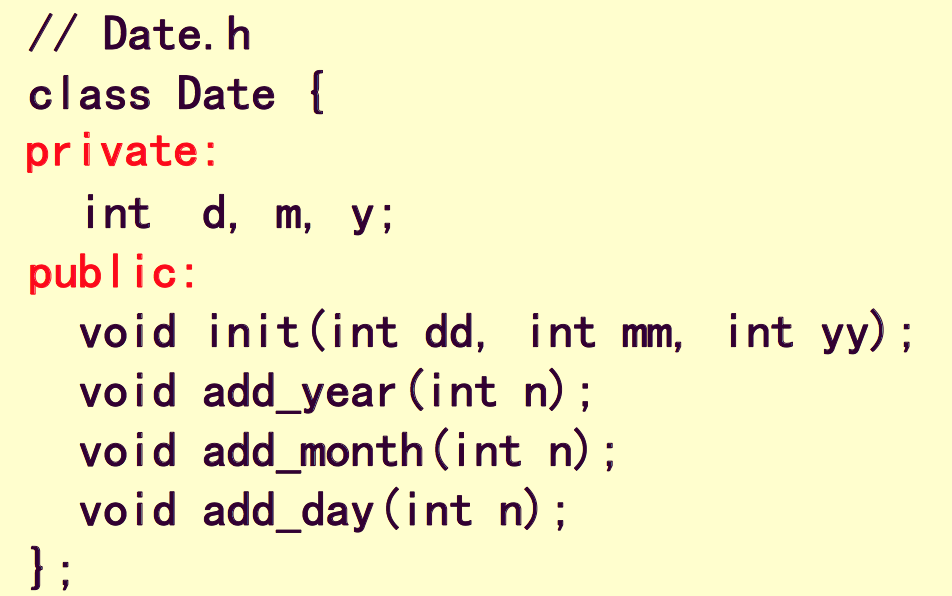 // Date.h
class Date {
private:
  int  d, m, y;
public:
  void init(int dd, int mm, int yy);
  void add_year(int n);
  void add_month(int n);
  void add_day(int n);
};